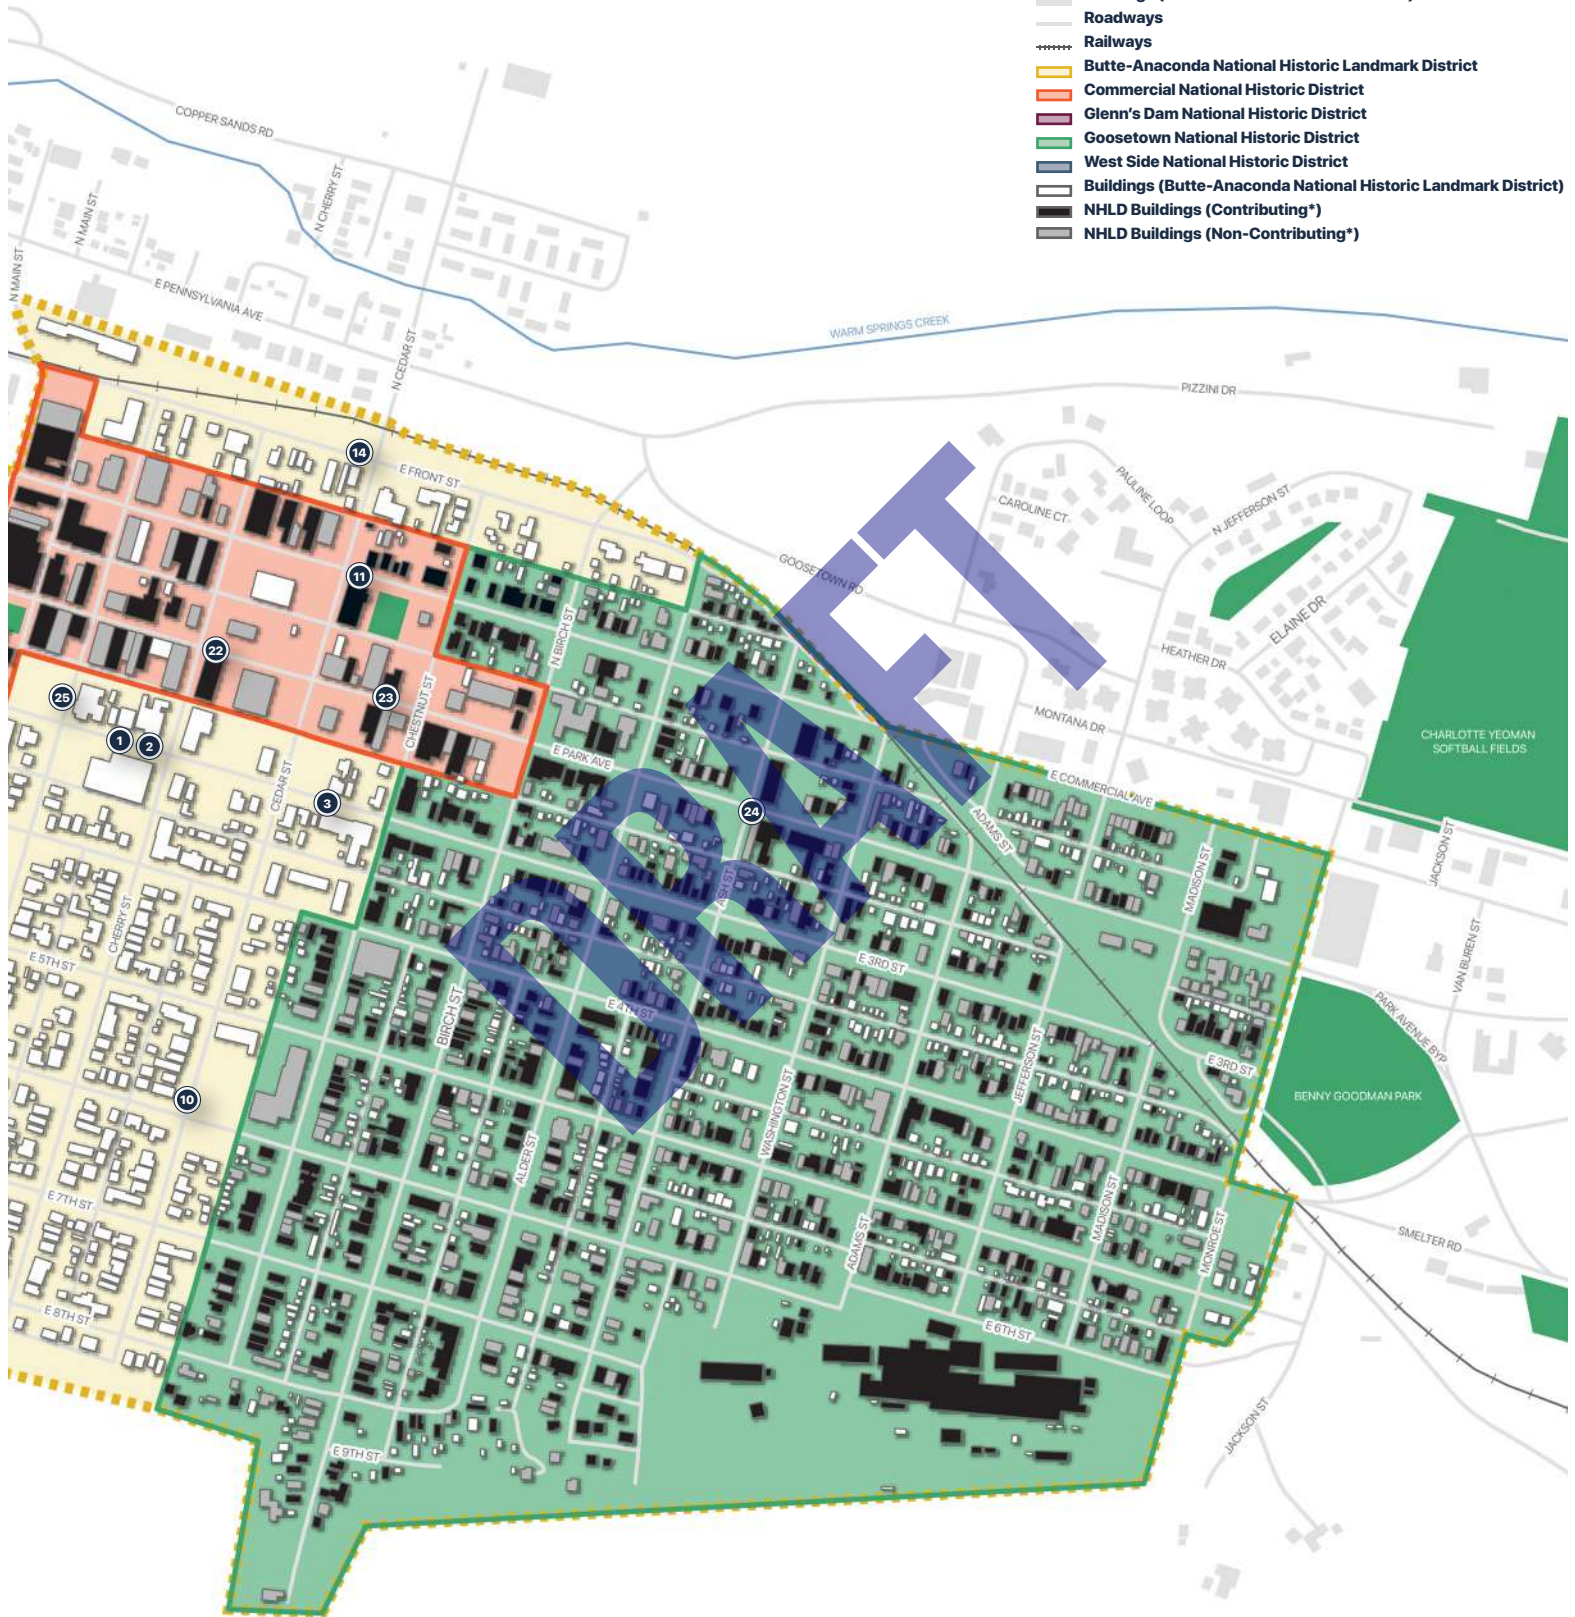 Roadways
Railways
Butte-Anaconda National Historic Landmark District
Commercial National Historic District
Glenn's Dam National Historic District
Goosetown National Historic District
West Side National Historic District
Buildings (Butte-Anaconda National Historic Landmark District)
NHLD Buildings (Contributing*)
NHLD Buildings (Non-Contributing*)
COPPER SANDS RD
N CHERRY ST
N MAIN ST
N MAIN ST
E PENNSYLVANIA AVE
N CEDAR ST
WARM SPRINGS CREEK
PIZZINI DR
14
E FRONT ST
CAROLINE CT
PAULINE LOOP
N JEFFERSON ST
GOOSETOWN RD
11
N BIRCH ST
ELAINE DR
HEATHER DR
22
25
23
CHESTNUT ST
MONTANA DR
CHARLOTTE YEOMAN
SOFTBALL FIELDS
1
2
E PARK AVE
E COMMERCIAL AVE
CEDAR ST
3
24
ADAMS ST
JACKSON ST
MADISON ST
ASH ST
CHERRY ST
E 5TH ST
E 3RD ST
VAN BUREN ST
BIRCH ST
E 4TH ST
PARK AVENUE BYP
JEFFERSON ST
E 3RD ST
BENNY GOODMAN PARK
10
WASHINGTON ST
ALDER ST
E 7TH ST
MADISON ST
ADAMS ST
MONROE ST
SMELTER RD
E 8TH ST
E 6TH ST
JACKSON ST
E 9TH ST
DRAFT